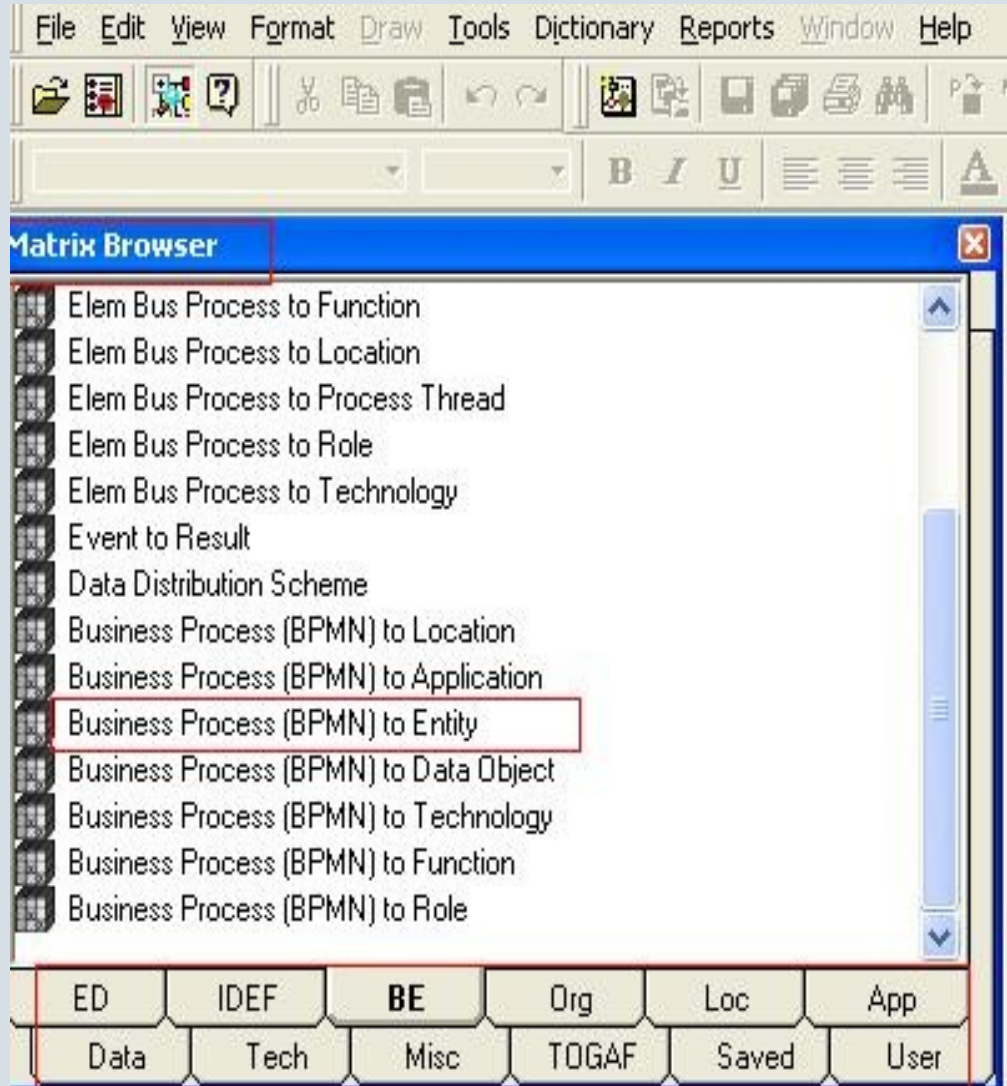 File Edit View Format Draw Tools Dictionary Reports Window Help
B I U A
Matrix Browser
Elem Bus Process to Function
Elem Bus Process to Location
Elem Bus Process to Process Thread
Elem Bus Process to Role
Elem Bus Process to Technology
Event to Result
Data Distribution Scheme
Business Process (BPMN) to Location
Business Process (BPMN) to Application
Business Process (BPMN) to Entity
Business Process (BPMN) to Data Object
Business Process (BPMN) to Technology
Business Process (BPMN) to Function
Business Process (BPMN) to Role
ED IDEF BE Org Loc App
Data Tech Misc TOGAF Saved User